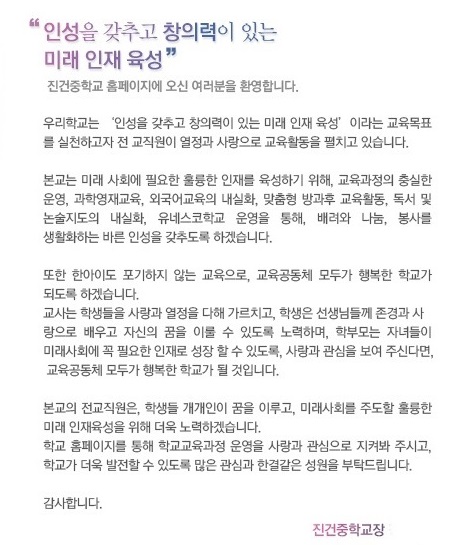 “인성을 갖추고 창의력이 있는
미래 인재 육성”
진건중학교 홈페이지에 오신 여러분을 환영합니다.
우리학교는 ‘인성을 갖추고 창의력이 있는 미래 인재 육성’ 이라는 교육목표
를 실천하고자 전 교직원이 열정과 사랑으로 교육활동을 펼치고 있습니다.
본교는 미래 사회에 필요한 훌륭한 인재를 육성하기 위해, 교육과정의 충실한
운영, 과학영재교육, 외국어교육의 내실화, 맞춤형 방과후 교육활동, 독서 및
논술지도의 내실화, 유네스코학교 운영을 통해, 배려와 나눔, 봉사를
생활화하는 바른 인성을 갖추도록 하겠습니다.
또한 한아이도 포기하지 않는 교육으로, 교육공동체 모두가 행복한 학교가
되도록 하겠습니다.
교사는 학생들을 사랑과 열정을 다해 가르치고, 학생은 선생님들께 존경과 사
랑으로 배우고 자신의 꿈을 이룰 수 있도록 노력하며, 학부모는 자녀들이
미래사회에 꼭 필요한 인재로 성장 할 수 있도록, 사랑과 관심을 보여 주신다면,
교육공동체 모두가 행복한 학교가 될 것입니다.
본교의 전교직원은, 학생들 개개인이 꿈을 이루고, 미래사회를 주도할 훌륭한
미래 인재육성을 위해 더욱 노력하겠습니다.
학교 홈페이지를 통해 학교교육과정 운영을 사랑과 관심으로 지켜봐 주시고,
학교가 더욱 발전할 수 있도록 많은 관심과 한결같은 성원을 부탁드립니다.
감사합니다.
진건중학교장